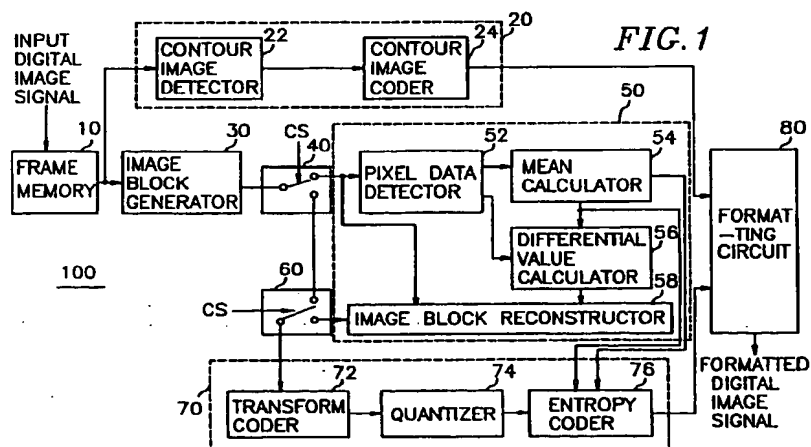 INPUT
DIGITAL
IMAGE
SIGNAL
CONTOUR
IMAGE
DETECTOR
22
CONTOUR
IMAGE
CODER
24
20
FIG. 1
10
FRAME
MEMORY
30
IMAGE
BLOCK
GENERATOR
CS
40
50
52
PIXEL DATA
DETECTOR
54
MEAN
CALCULATOR
80
FORMAT
-TING
CIRCUIT
56
DIFFERENTIAL
VALUE
CALCULATOR
100
60
CS
58
IMAGE BLOCK RECONSTRUCTOR
70
72
TRANSFORM
CODER
74
QUANTIZER
76
ENTROPY
CODER
FORMATTED
DIGITAL
IMAGE
SIGNAL